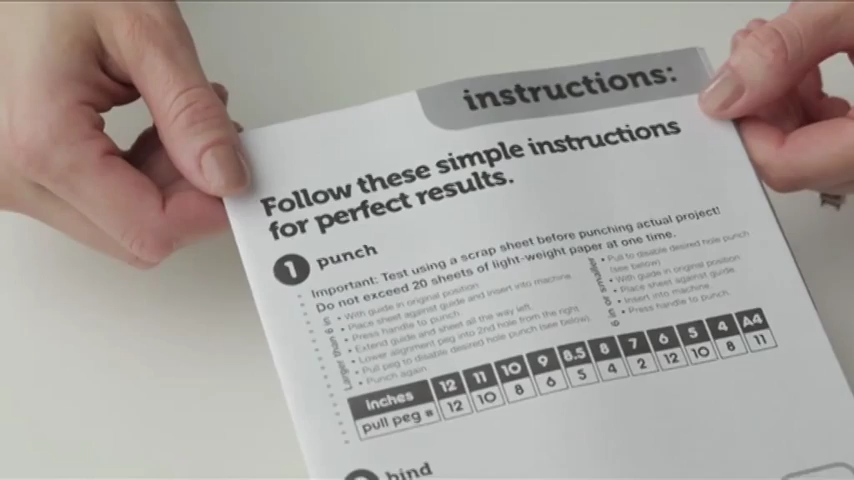 instructions:
Follow these simple instructions
for perfect results.
1 punch
Important: Test using a scrap sheet before punching actual project!
Do not exceed 20 sheets of light-weight paper at one time.
Larger than 6 in
• With guide in original position
• Place sheet against guide and insert into machine.
• Press handle to punch.
• Extend guide and sheet all the way left.
• Lower alignment peg into 2nd hole from the right.
• Pull peg to disable desired hole punch (see below)
• Punch again.
6 in or smaller
• Pull to disable desired hole punch
(see below)
• With guide in original position.
• Place sheet against guide.
• Insert into machine.
• Press handle to punch.
inches 12 11 10 9 8.5 8 7 6 5 4 A4
pull peg # 12 10 8 6 5 4 2 12 10 8 11
bind